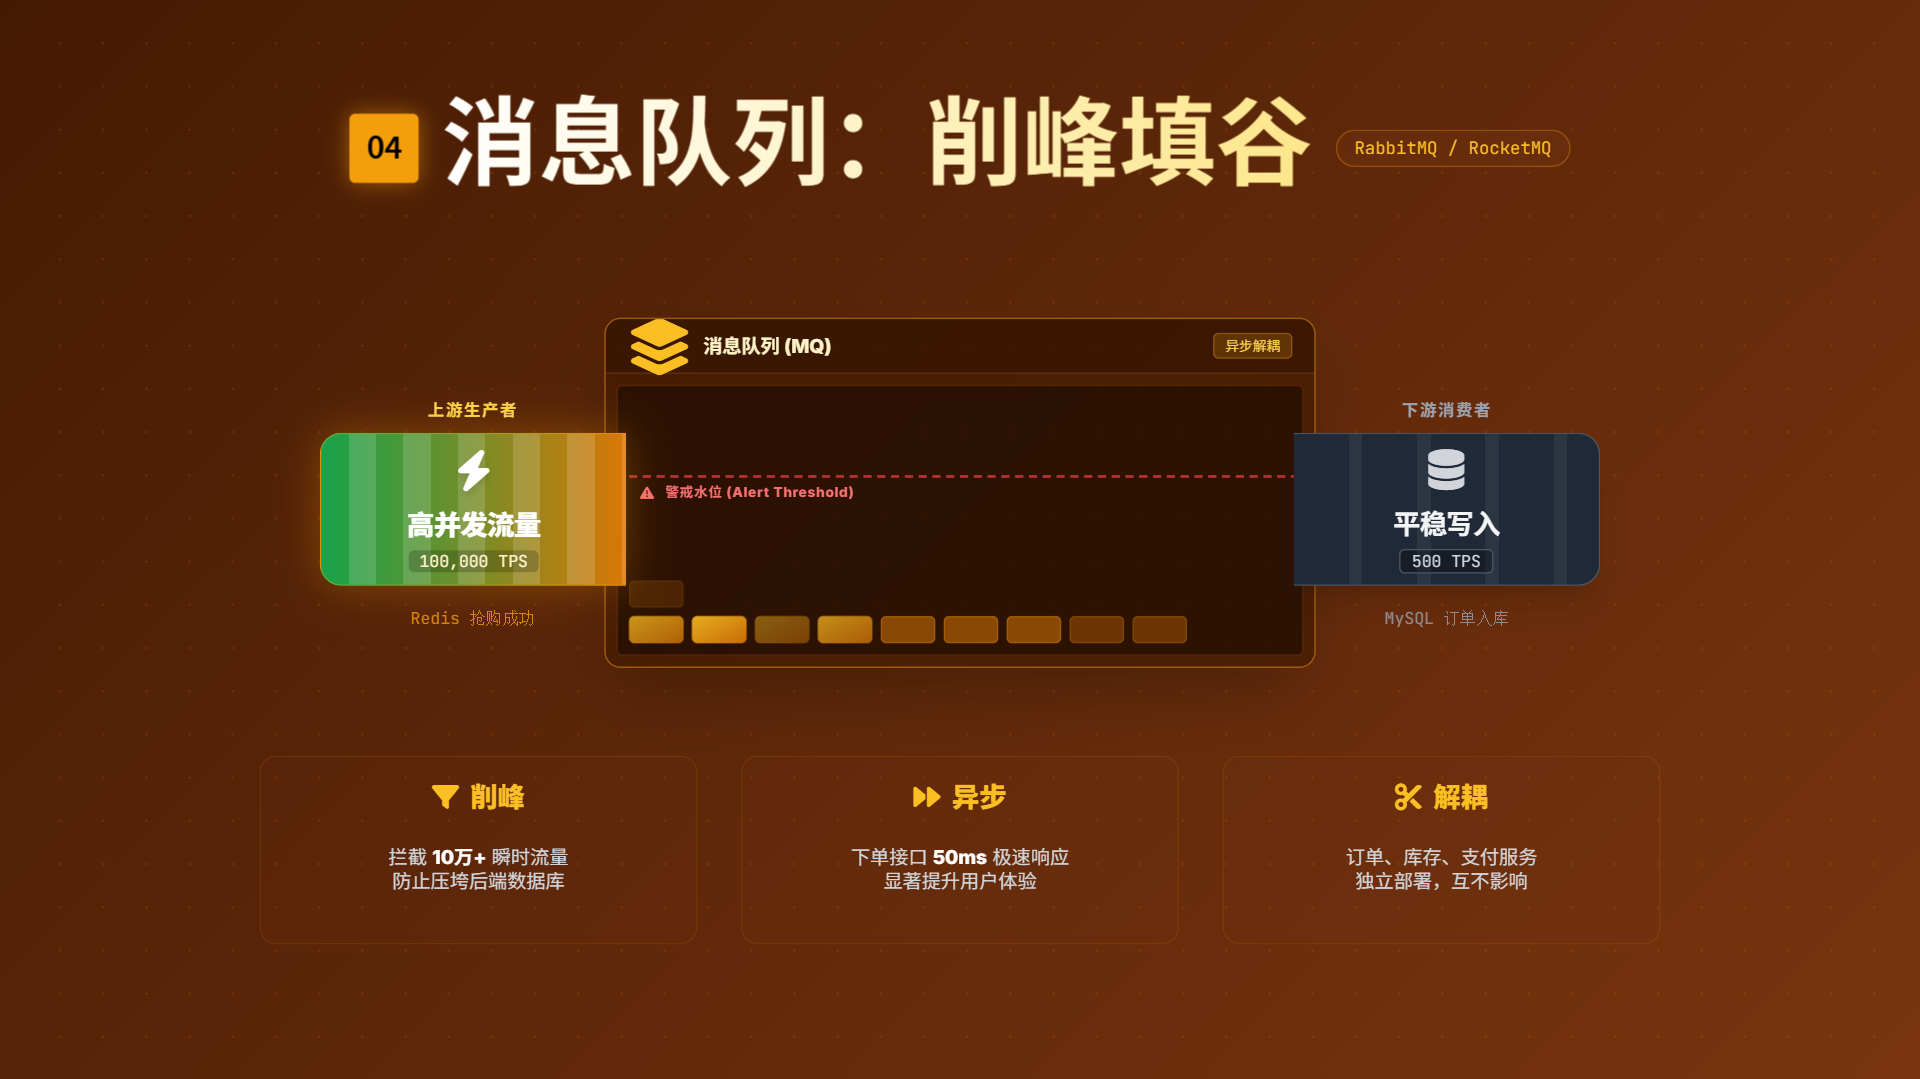 04
消息队列：削峰填谷
RabbitMQ / RocketMQ
消息队列 (MQ)
异步解耦
上游生产者
高并发流量
100,000 TPS
Redis 抢购成功
警戒水位 (Alert Threshold)
下游消费者
平稳写入
500 TPS
MySQL 订单入库
削峰
拦截 10万+ 瞬时流量
防止压垮后端数据库
异步
下单接口 50ms 极速响应
显著提升用户体验
解耦
订单、库存、支付服务
独立部署，互不影响